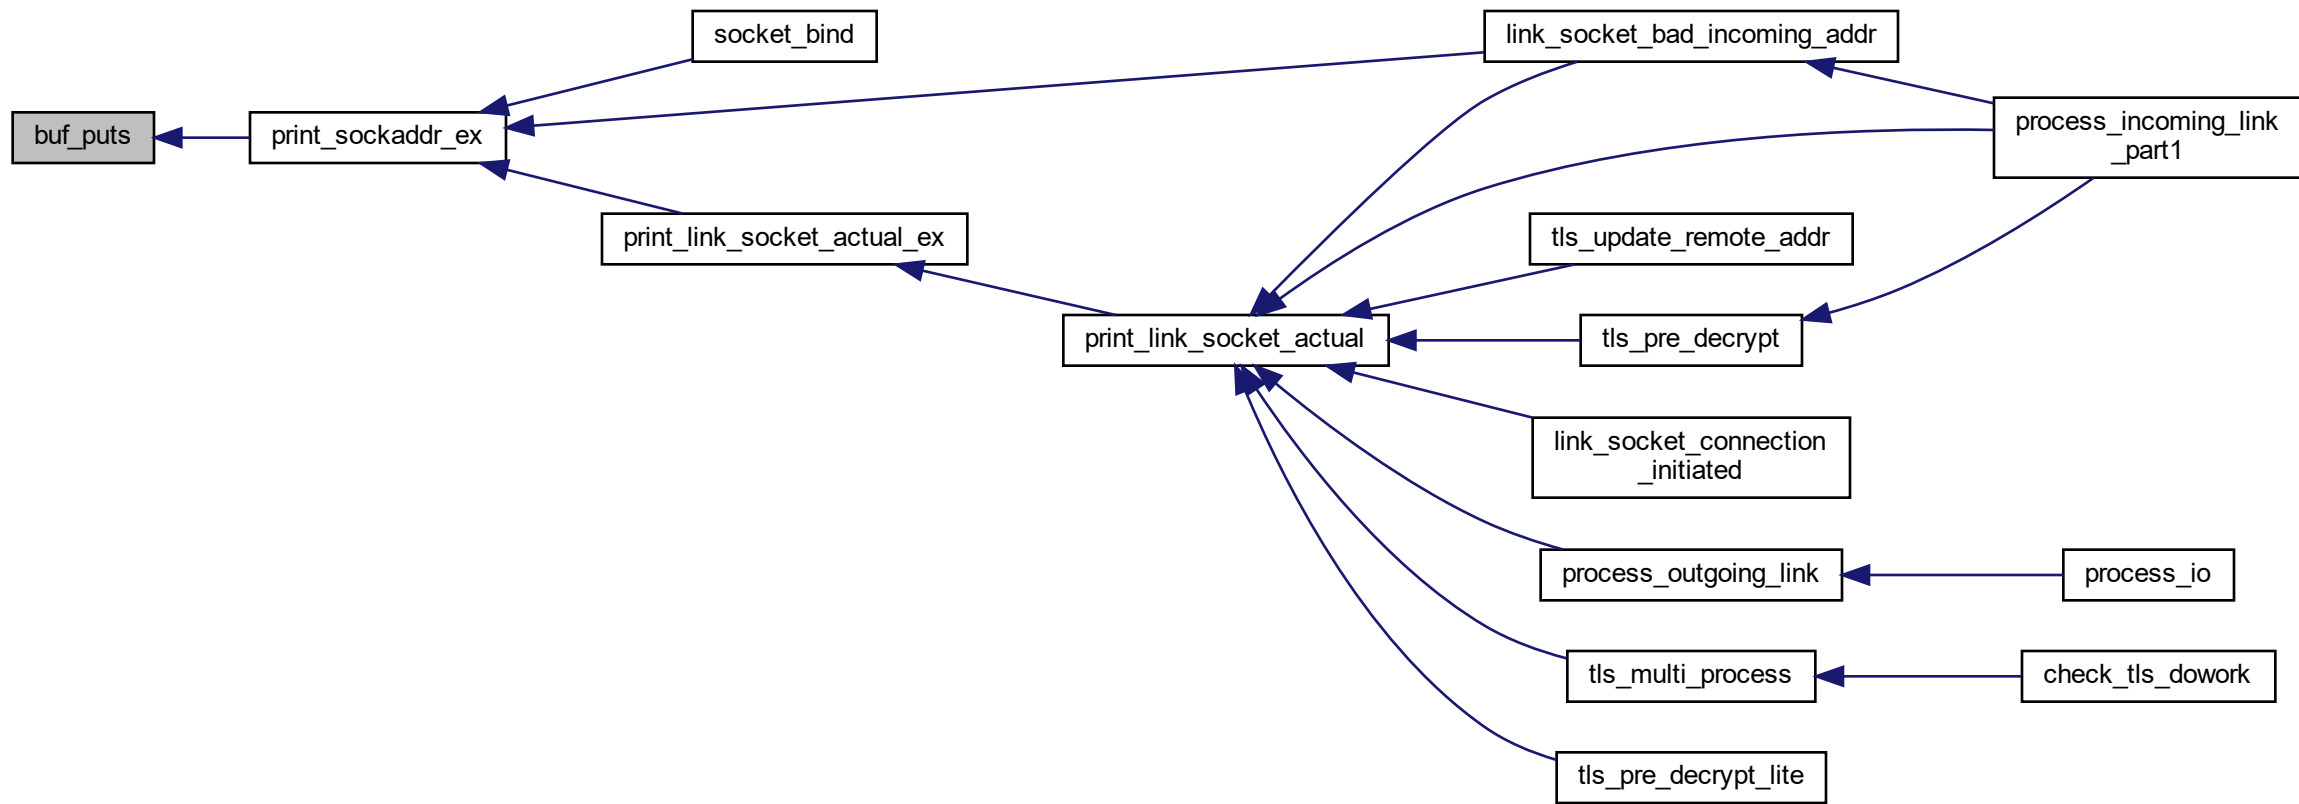 socket_bind
link_socket_bad_incoming_addr
buf_puts
print_sockaddr_ex
process_incoming_link
_part1
print_link_socket_actual_ex
tls_update_remote_addr
print_link_socket_actual
tls_pre_decrypt
link_socket_connection
_initiated
process_outgoing_link
process_io
tls_multi_process
check_tls_dowork
tls_pre_decrypt_lite